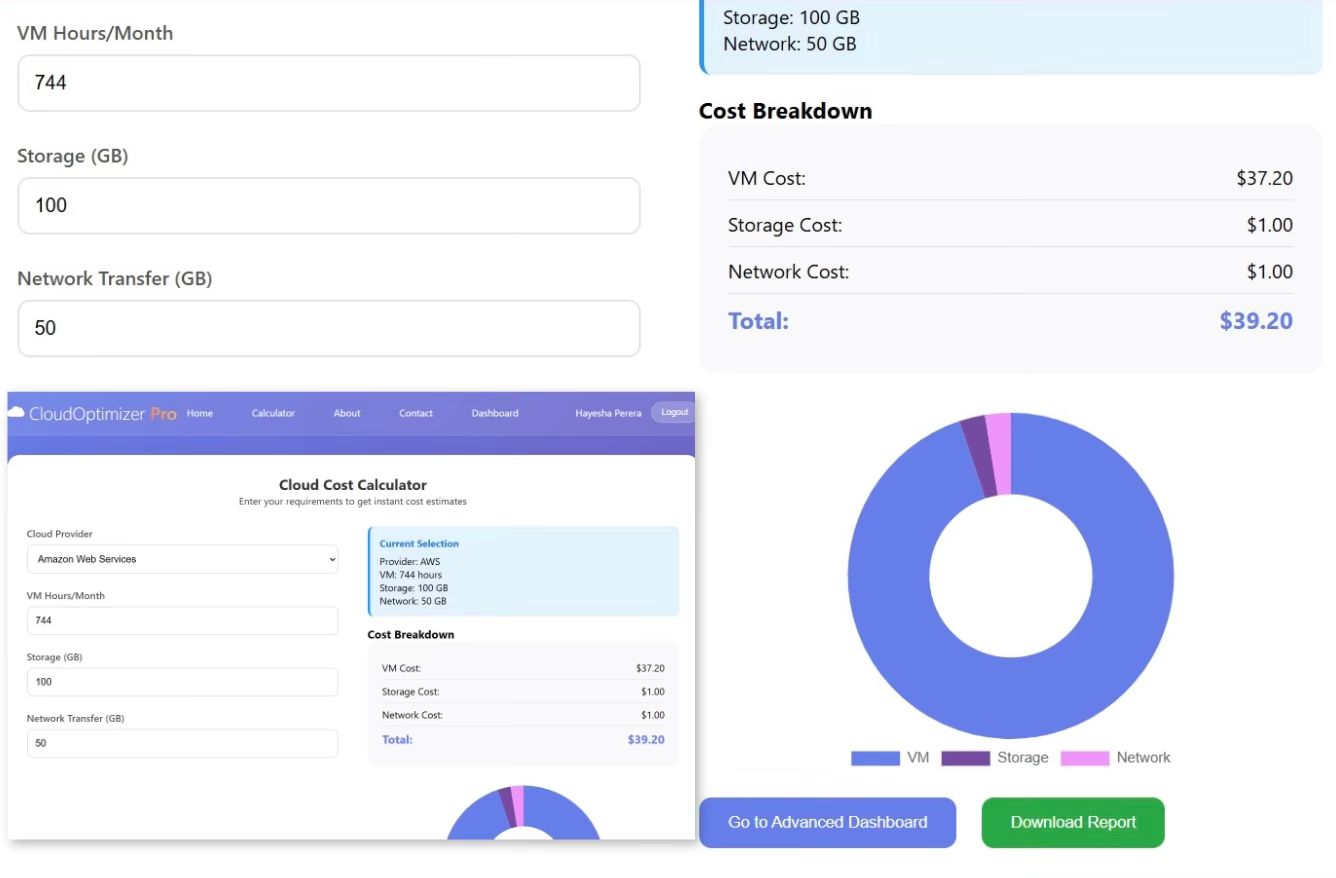 VM Hours/Month
744
Storage (GB)
100
Network Transfer (GB)
50
Storage: 100 GB
Network: 50 GB
Cost Breakdown
VM Cost: $37.20
Storage Cost: $1.00
Network Cost: $1.00
Total: $39.20
VM Storage Network
Go to Advanced Dashboard Download Report
CloudOptimizer Pro Home Calculator About Contact Dashboard Hayesha Perera Logout
Cloud Cost Calculator
Enter your requirements to get instant cost estimates
Cloud Provider
Amazon Web Services
VM Hours/Month
744
Storage (GB)
100
Network Transfer (GB)
50
Current Selection
Provider: AWS
VM: 744 hours
Storage: 100 GB
Network: 50 GB
Cost Breakdown
VM Cost: $37.20
Storage Cost: $1.00
Network Cost: $1.00
Total: $39.20